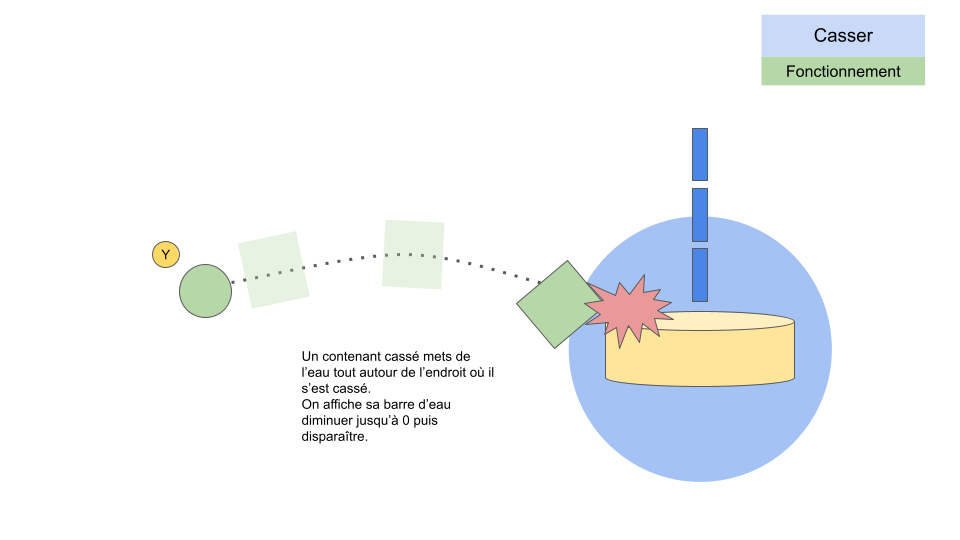 Casser
Fonctionnement
Y
Un contenant cassé mets de
l'eau tout autour de l'endroit où il
s'est cassé.
On affiche sa barre d'eau
diminuer jusqu'à 0 puis
disparaître.